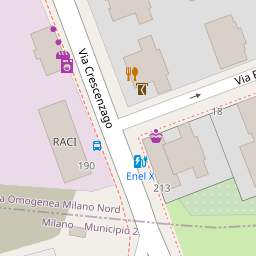 Via Crescenzago
Via
18
RACI
190
Enel X
213
a Omogenea Milano Nord
Milano - Municipio 2